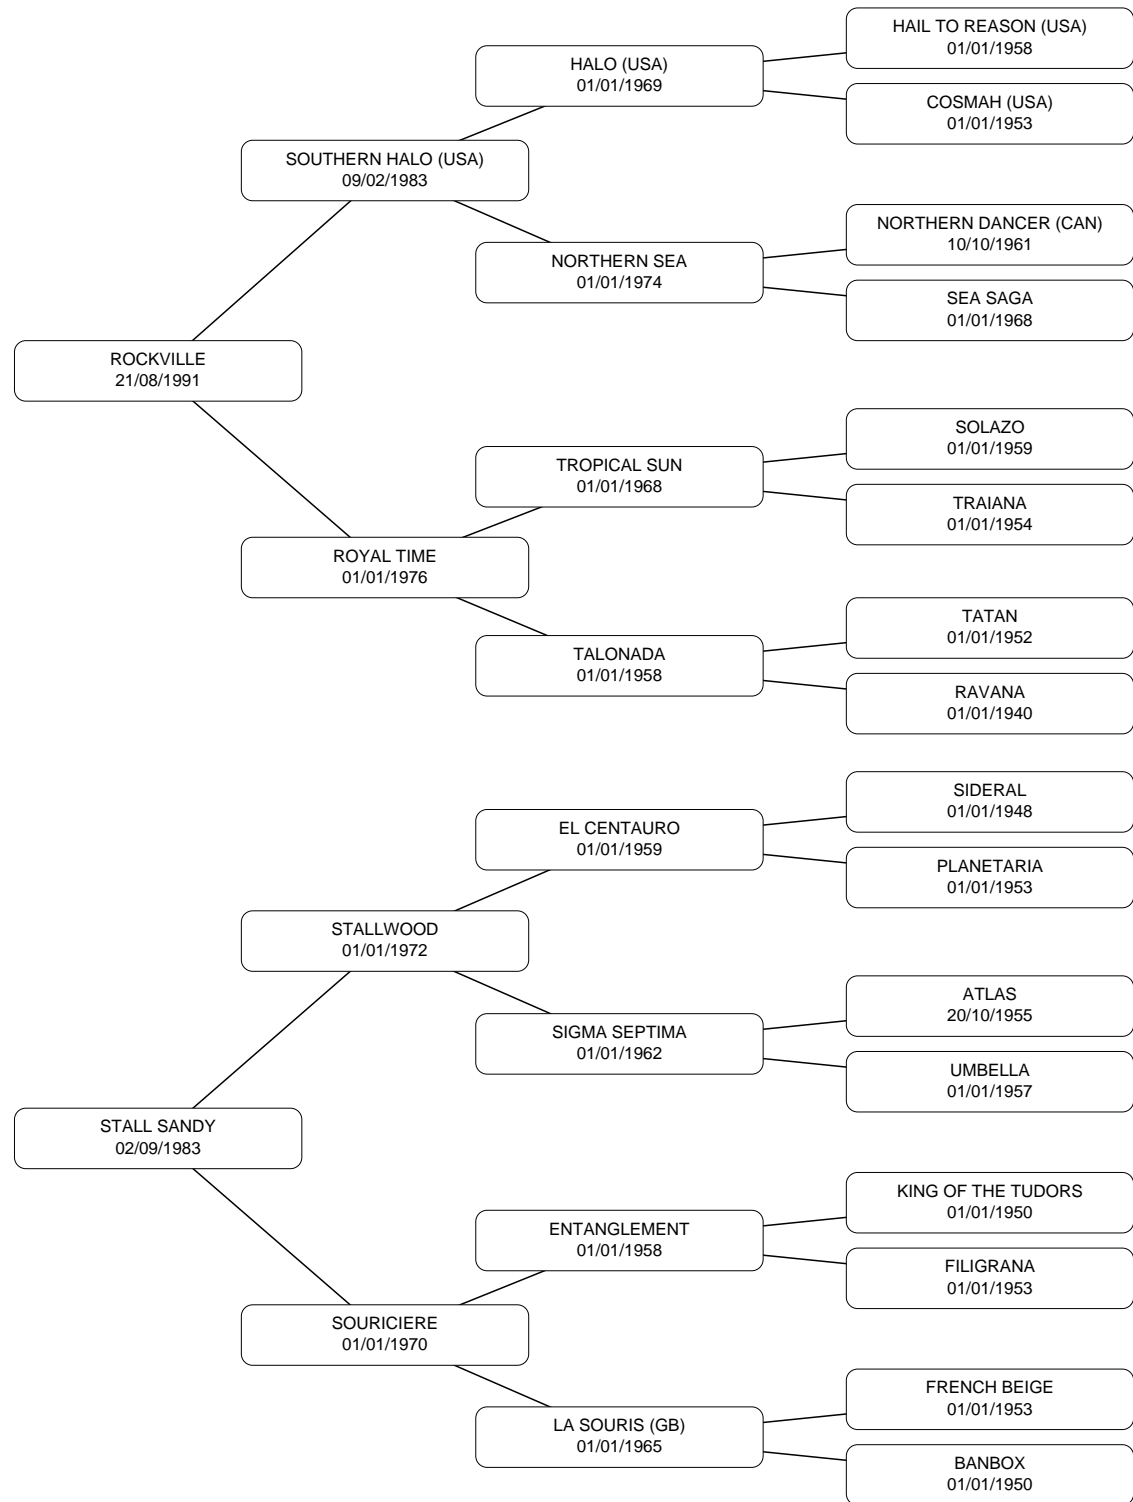 HAIL TO REASON (USA)
01/01/1958
HALO (USA)
01/01/1969
COSMAH (USA)
01/01/1953
SOUTHERN HALO (USA)
09/02/1983
NORTHERN DANCER (CAN)
10/10/1961
NORTHERN SEA
01/01/1974
SEA SAGA
01/01/1968
ROCKVILLE
21/08/1991
SOLAZO
01/01/1959
TROPICAL SUN
01/01/1968
TRAIANA
01/01/1954
ROYAL TIME
01/01/1976
TATAN
01/01/1952
TALONADA
01/01/1958
RAVANA
01/01/1940
SIDERAL
01/01/1948
EL CENTAURO
01/01/1959
PLANETARIA
01/01/1953
STALLWOOD
01/01/1972
ATLAS
20/10/1955
SIGMA SEPTIMA
01/01/1962
UMBELLA
01/01/1957
STALL SANDY
02/09/1983
KING OF THE TUDORS
01/01/1950
ENTANGLEMENT
01/01/1958
FILIGRANA
01/01/1953
SOURICIERE
01/01/1970
FRENCH BEIGE
01/01/1953
LA SOURIS (GB)
01/01/1965
BANBOX
01/01/1950